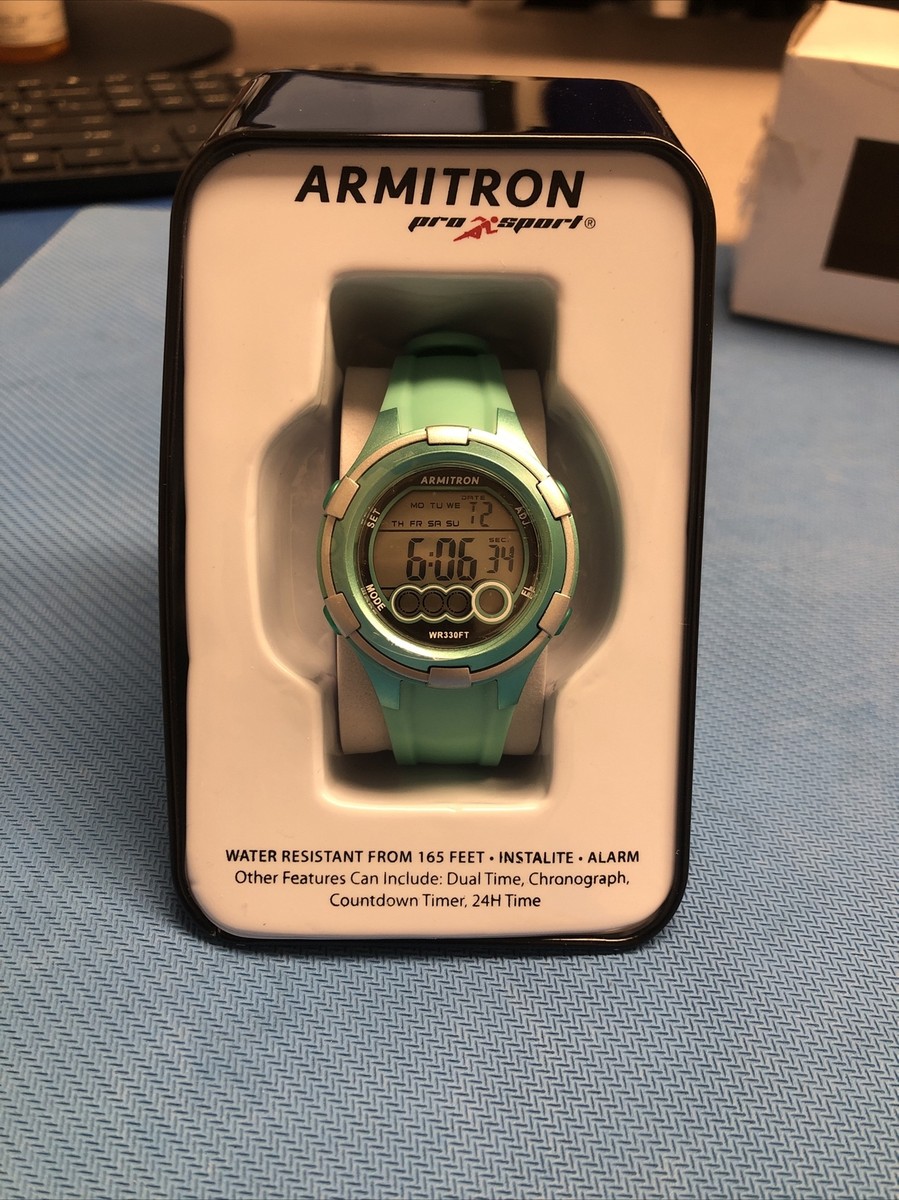 ARMITRON
pro sport®
ARMITRON
DATE
MO TU WE
12
SET
ADJ.
TH FR SA SU
SEC.
6:06 34
MODE
EL
WR330FT
WATER RESISTANT FROM 165 FEET • INSTALITE • ALARM
Other Features Can Include: Dual Time, Chronograph,
Countdown Timer, 24H Time